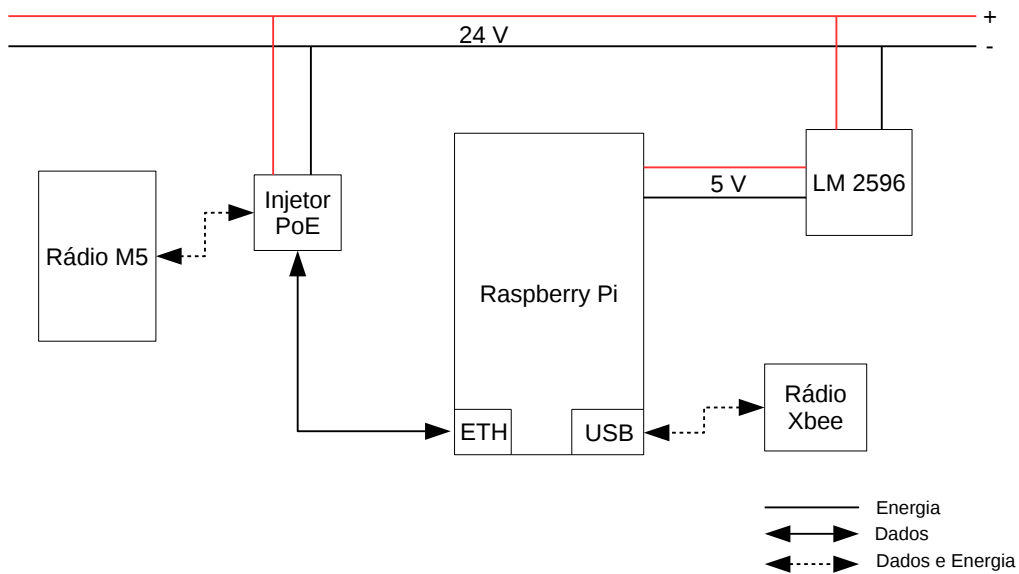 +
24 V
-
Injetor
PoE
LM 2596
5 V
Rádio M5
Raspberry Pi
Rádio
Xbee
ETH
USB
Energia
Dados
Dados e Energia